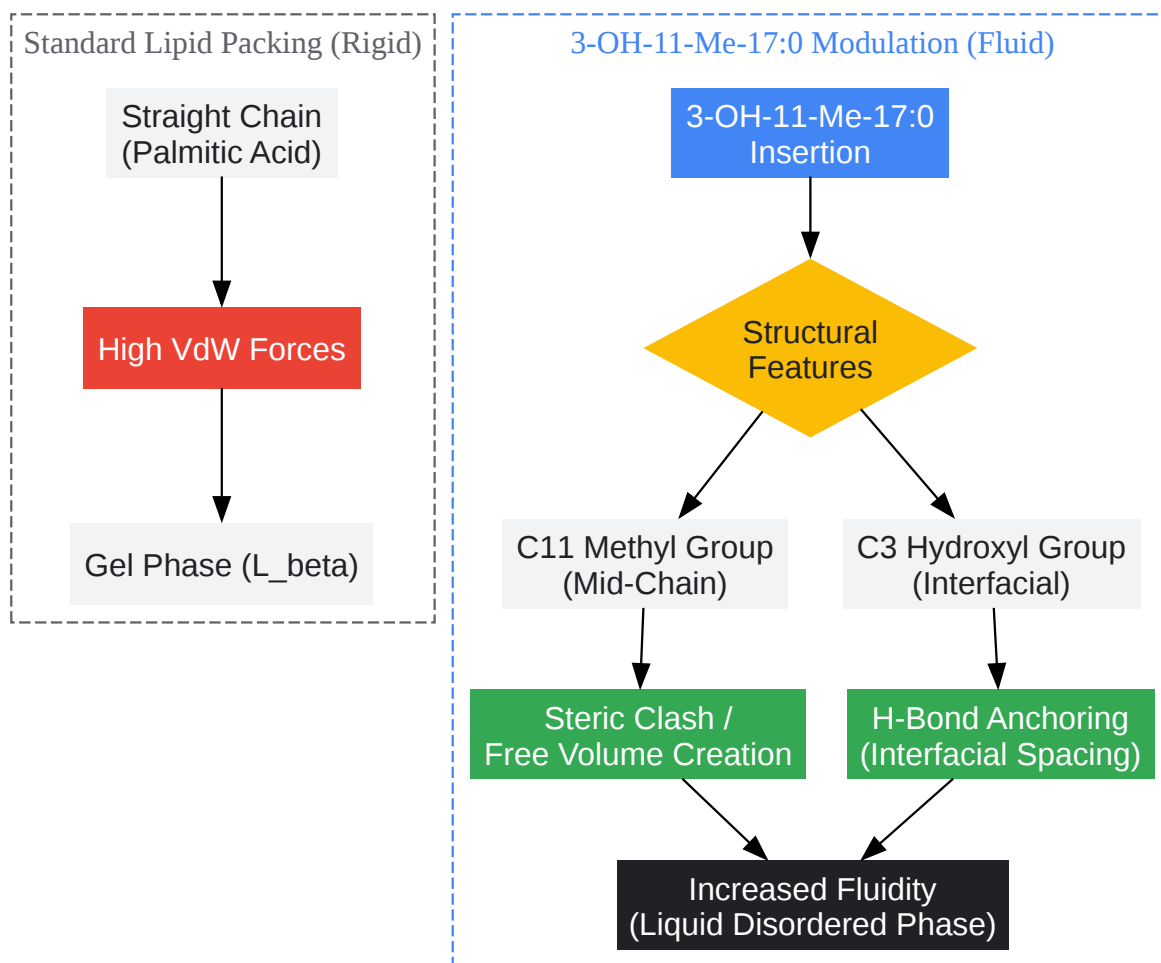 Standard Lipid Packing (Rigid)
Straight Chain
(Palmitic Acid)
High VdW Forces
Gel Phase (L_beta)
3-OH-11-Me-17:0 Modulation (Fluid)
3-OH-11-Me-17:0
Insertion
Structural
Features
C11 Methyl Group
(Mid-Chain)
C3 Hydroxyl Group
(Interfacial)
Steric Clash /
Free Volume Creation
H-Bond Anchoring
(Interfacial Spacing)
Increased Fluidity
(Liquid Disordered Phase)